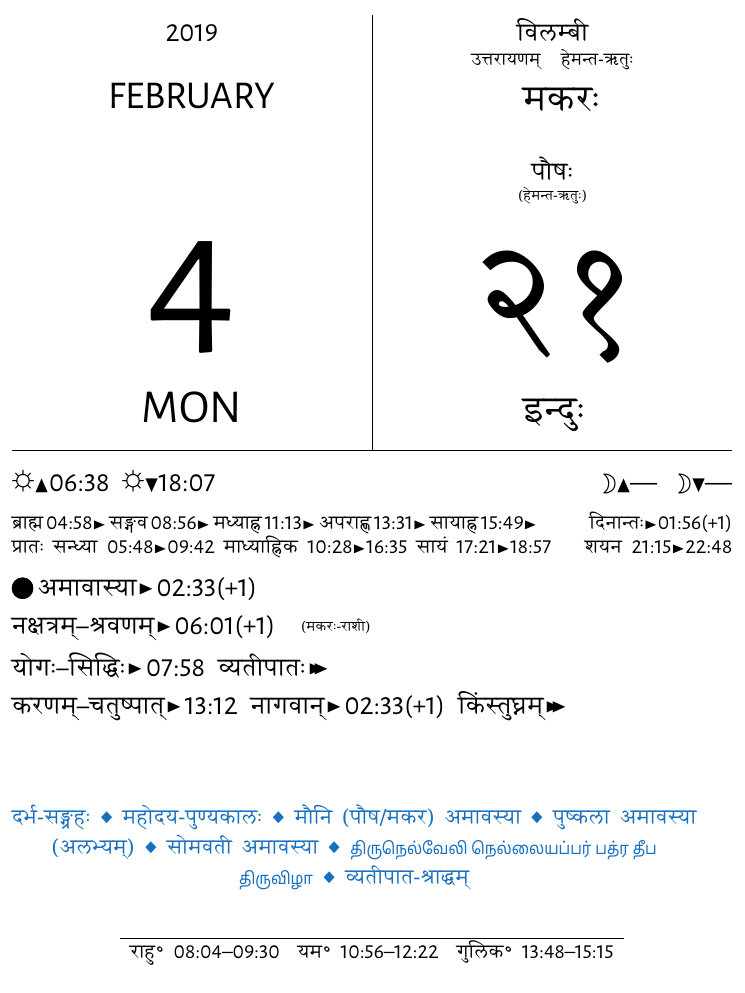 2019
FEBRUARY
4
MON
विलम्बी
उत्तरायणम् हेमन्त-ऋतुः
मकरः
पौषः
(हेमन्त-ऋतुः)
२१
इन्दुः
☼▲06:38 ☼▼18:07 ☽▲— ☽▼—
ब्राह्म 04:58► सङ्गव 08:56► मध्याह्न 11:13► अपराह्ण 13:31► सायाह्न 15:49► दिनान्तः►01:56(+1)
प्रातः सन्ध्या 05:48►09:42 माध्याह्निक 10:28►16:35 सायं 17:21►18:57 शयन 21:15►22:48
●अमावास्या► 02:33(+1)
नक्षत्रम्–श्रवणम्► 06:01(+1) (मकरः-राशी)
योगः–सिद्धिः► 07:58 व्यतीपातः►►
करणम्–चतुष्पात्►13:12 नागवान्►02:33(+1) किंस्तुघ्नम्►►
दर्भ-सङ्ग्रहः ◆ महोदय-पुण्यकालः ◆ मौनि (पौष/मकर) अमावस्या ◆ पुष्कला अमावस्या
(अलभ्यम्) ◆ सोमवती अमावस्या ◆ திருநெல்வேலி நெல்லையப்பர் பத்ர தீப
திருவிழா ◆ व्यतीपात-श्राद्धम्
राहु° 08:04–09:30 यम° 10:56–12:22 गुलिक° 13:48–15:15